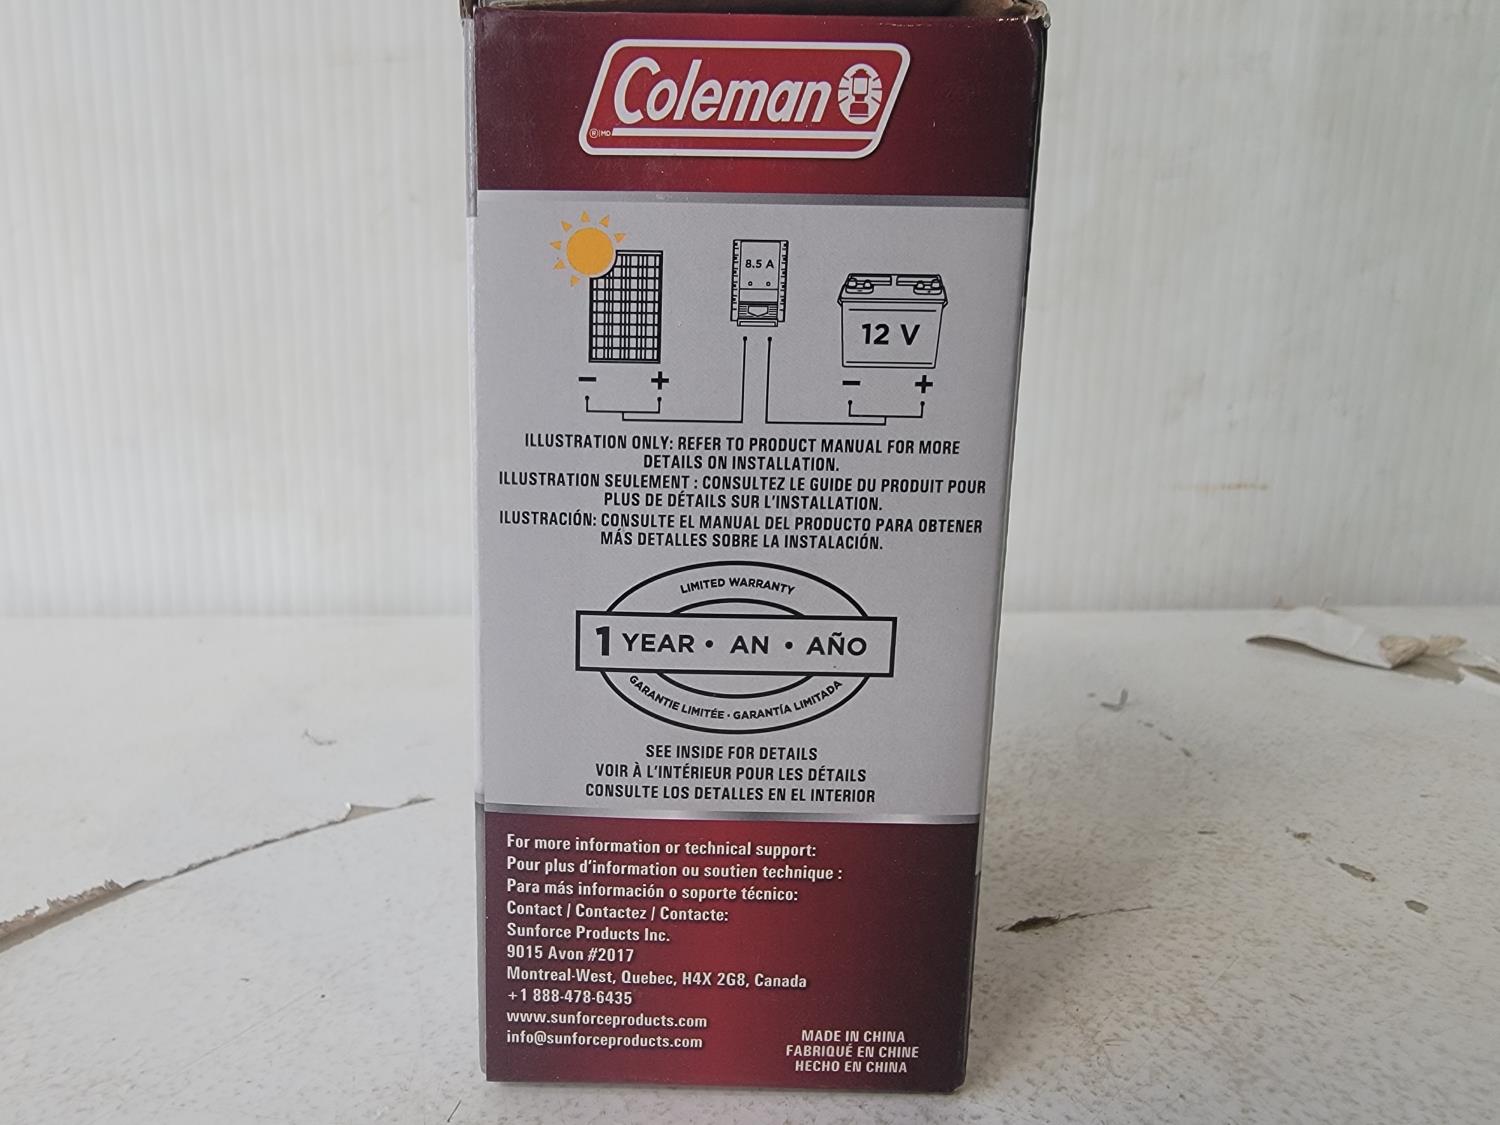 Coleman
® MD
8.5 A
12 V
− +
− +
ILLUSTRATION ONLY: REFER TO PRODUCT MANUAL FOR MORE
DETAILS ON INSTALLATION.
ILLUSTRATION SEULEMENT : CONSULTEZ LE GUIDE DU PRODUIT POUR
PLUS DE DÉTAILS SUR L'INSTALLATION.
ILUSTRACIÓN: CONSULTE EL MANUAL DEL PRODUCTO PARA OBTENER
MÁS DETALLES SOBRE LA INSTALACIÓN.
LIMITED WARRANTY
1 YEAR • AN • AÑO
GARANTIE LIMITÉE · GARANTÍA LIMITADA
SEE INSIDE FOR DETAILS
VOIR À L'INTÉRIEUR POUR LES DÉTAILS
CONSULTE LOS DETALLES EN EL INTERIOR
For more information or technical support:
Pour plus d'information ou soutien technique :
Para más información o soporte técnico:
Contact / Contactez / Contacte:
Sunforce Products Inc.
9015 Avon #2017
Montreal-West, Quebec, H4X 2G8, Canada
+1 888-478-6435
www.sunforceproducts.com
info@sunforceproducts.com
MADE IN CHINA
FABRIQUÉ EN CHINE
HECHO EN CHINA